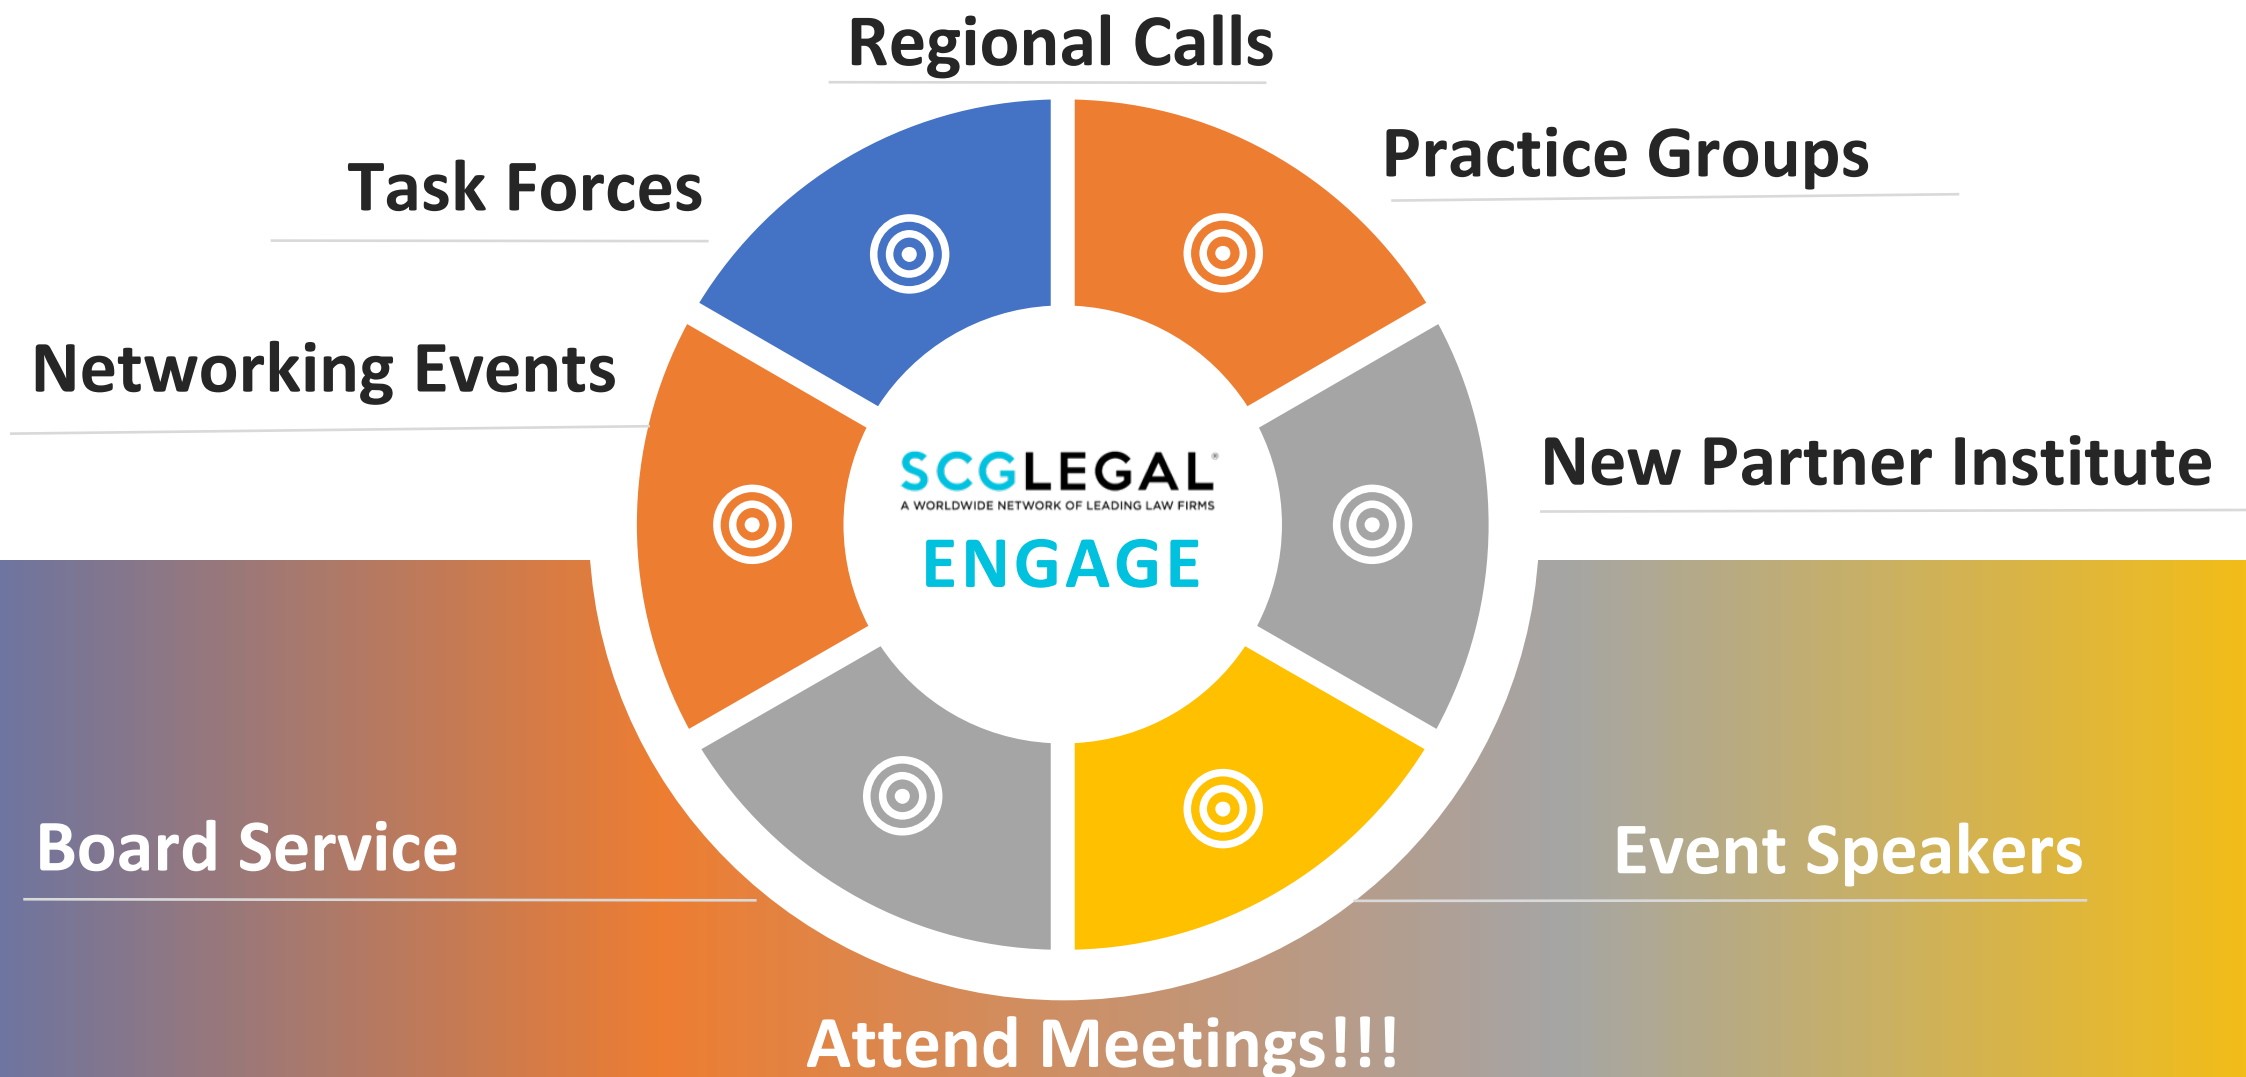 Regional Calls
Practice Groups
Task Forces
Networking Events
New Partner Institute
SCGLEGAL®
A WORLDWIDE NETWORK OF LEADING LAW FIRMS
ENGAGE
Board Service
Event Speakers
Attend Meetings!!!